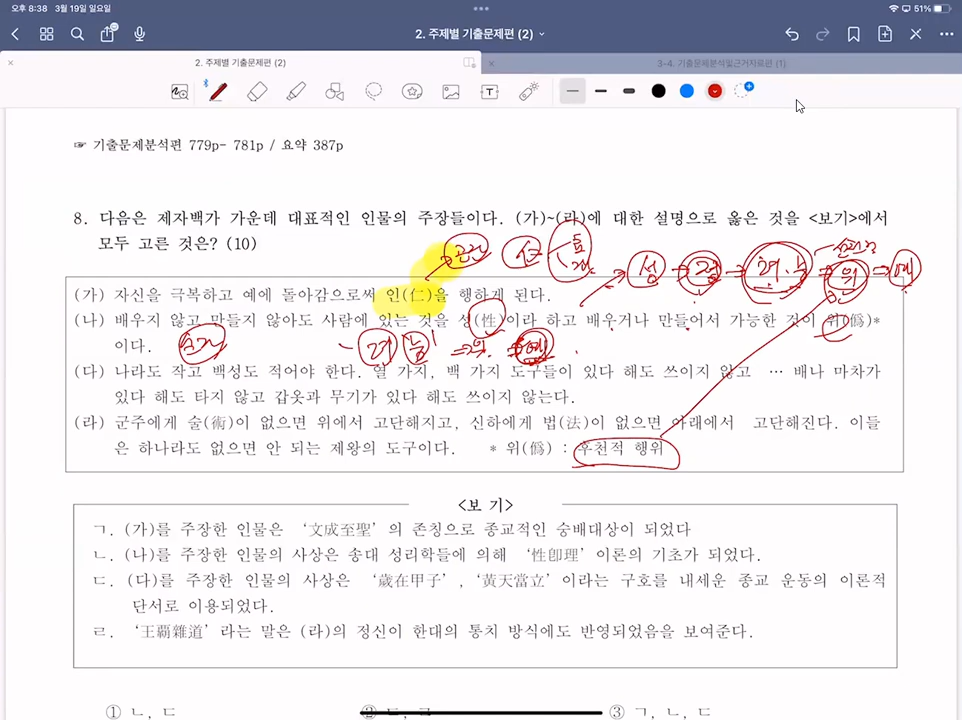 오후 8:38 3월 19일 일요일
51%
2. 주제별 기출문제편 (2)
2. 주제별 기출문제편 (2)
3-4. 기출문제분석및근거자료편 (1)
☞ 기출문제분석편 779p- 781p / 요약 387p
8. 다음은 제자백가 가운데 대표적인 인물의 주장들이다. (가)~(라)에 대한 설명으로 옳은 것을 <보기>에서
모두 고른 것은? (10)
성
예
(가) 자신을 극복하고 예에 돌아감으로써 인(仁)을 행하게 된다.
(나) 배우지 않고 만들지 않아도 사람에 있는 것을 성(性)이라 하고 배우거나 만들어서 가능한 것이 위(僞)*
이다.
(다) 나라도 작고 백성도 적어야 한다. 열 가지, 백 가지 도구들이 있다 해도 쓰이지 않고 … 배나 마차가
있다 해도 타지 않고 갑옷과 무기가 있다 해도 쓰이지 않는다.
(라) 군주에게 술(術)이 없으면 위에서 고단해지고, 신하에게 법(法)이 없으면 아래에서 고단해진다. 이들
은 하나라도 없으면 안 되는 제왕의 도구이다. * 위(僞) : 후천적 행위
<보 기>
ㄱ. (가)를 주장한 인물은 ‘文成至聖’의 존칭으로 종교적인 숭배대상이 되었다
ㄴ. (나)를 주장한 인물의 사상은 송대 성리학들에 의해 ‘性卽理’이론의 기초가 되었다.
ㄷ. (다)를 주장한 인물의 사상은 ‘歲在甲子’, ‘黃天當立’이라는 구호를 내세운 종교 운동의 이론적
단서로 이용되었다.
ㄹ. ‘王覇雜道’라는 말은 (라)의 정신이 한대의 통치 방식에도 반영되었음을 보여준다.
① ㄴ, ㄷ ② ㄷ, ㄹ ③ ㄱ, ㄴ, ㄷ